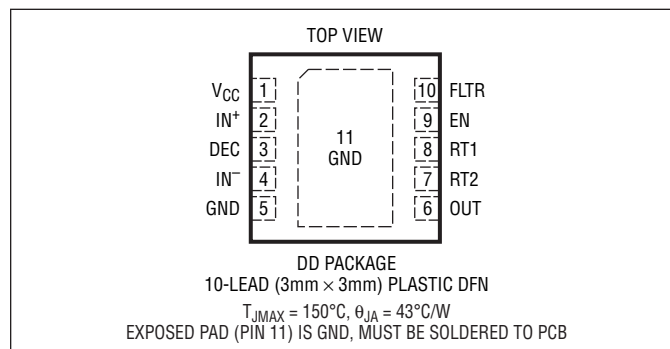 TOP VIEW
V_CC 1
10 FLTR
IN⁺ 2
9 EN
DEC 3
8 RT1
IN⁻ 4
7 RT2
GND 5
6 OUT
11
GND
DD PACKAGE
10-LEAD (3mm × 3mm) PLASTIC DFN
T_JMAX = 150°C, θ_JA = 43°C/W
EXPOSED PAD (PIN 11) IS GND, MUST BE SOLDERED TO PCB